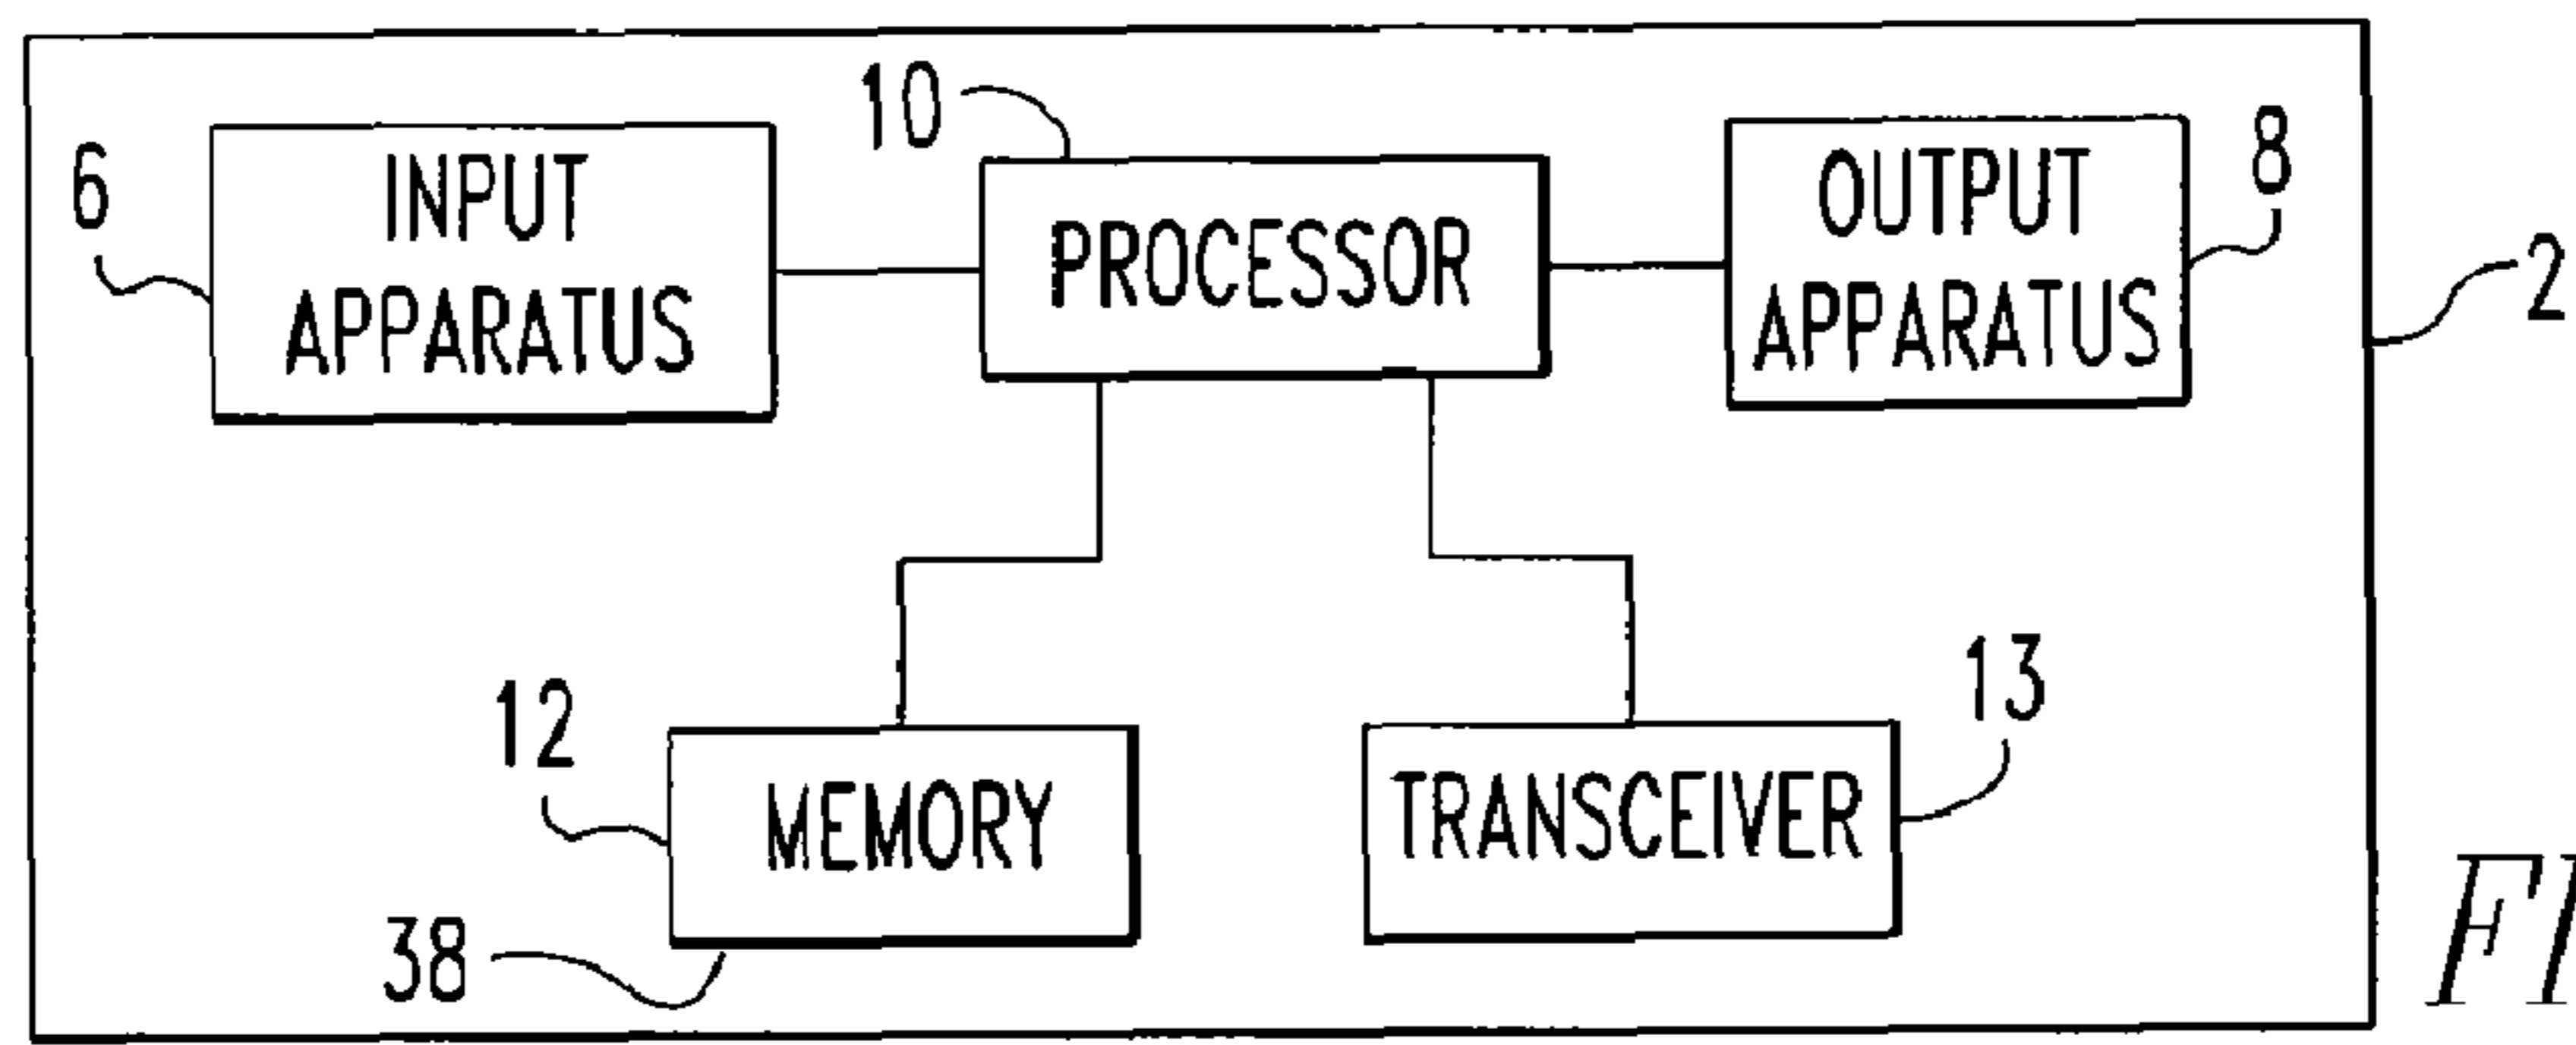 10
6
INPUT
APPARATUS
PROCESSOR
OUTPUT
APPARATUS
8
2
12
MEMORY
13
TRANSCEIVER
38